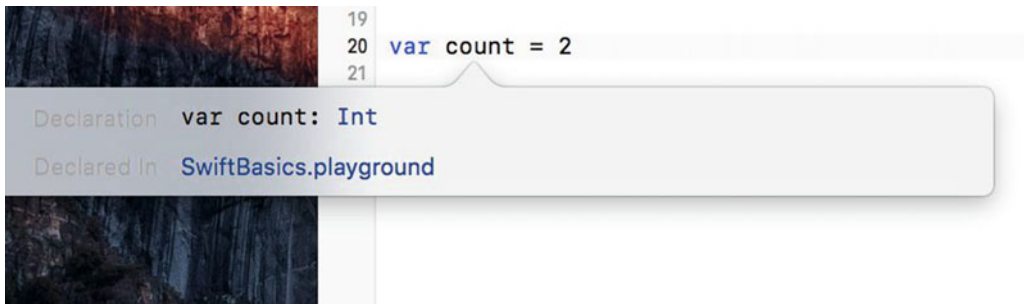 19
20 var count = 2
21
Declaration var count: Int
Declared In SwiftBasics.playground